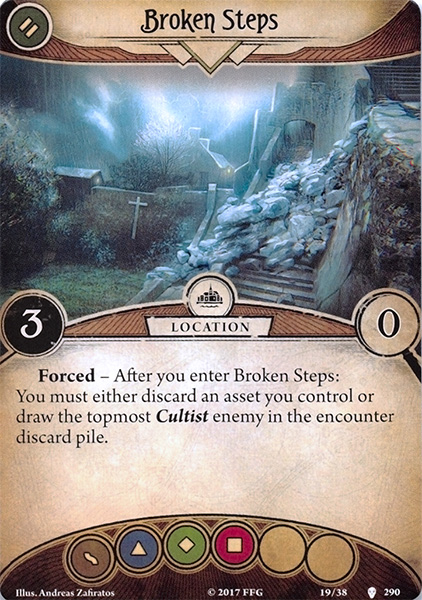 Broken Steps
3
LOCATION
0
Forced – After you enter Broken Steps:
You must either discard an asset you control or
draw the topmost Cultist enemy in the encounter
discard pile.
Illus. Andreas Zafiratos © 2017 FFG 19/38 290